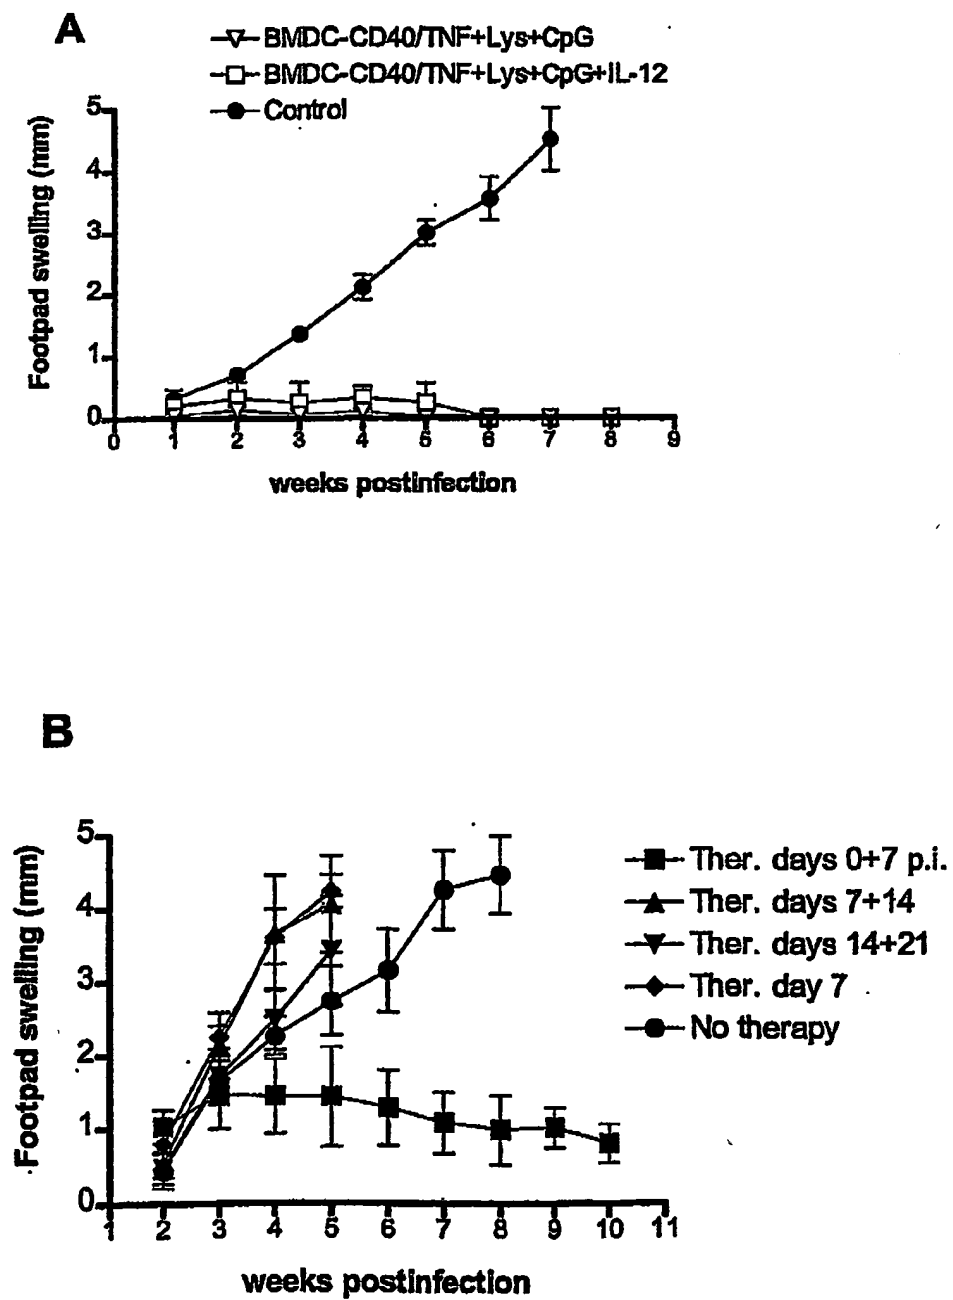 A
BMDC-CD40/TNF+Lys+CpG
BMDC-CD40/TNF+Lys+CpG+IL-12
Control
5
4
3
2
1
0
Footpad swelling (mm)
0 1 2 3 4 5 6 7 8 9
weeks postinfection
B
5
4
3
2
1
0
Footpad swelling (mm)
Ther. days 0+7 p.i.
Ther. days 7+14
Ther. days 14+21
Ther. day 7
No therapy
1 2 3 4 5 6 7 8 9 10 11
weeks postinfection